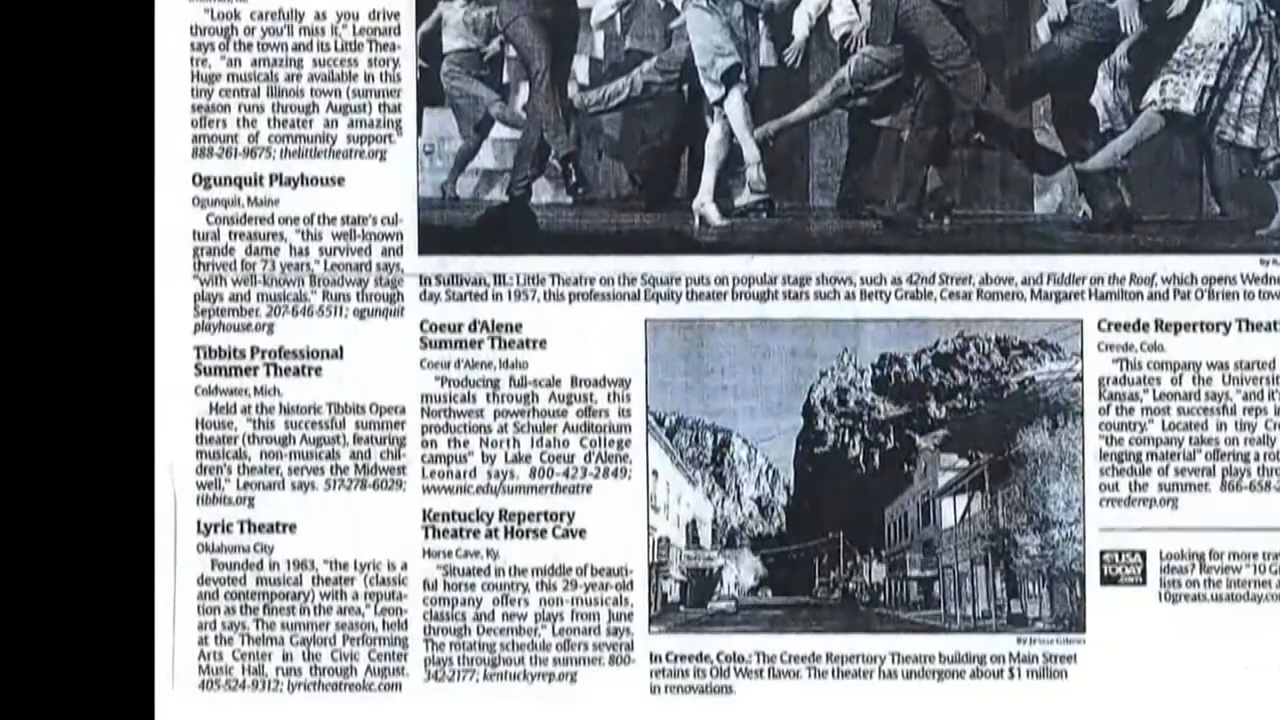 "Look carefully as you drive
through or you'll miss it," Leonard
says of the town and its Little Thea-
tre, "an amazing success story.
Huge musicals are available in this
tiny central Illinois town (summer
season runs through August) that
offers the theater an amazing
amount of community support."
888-261-9675; thelittletheatre.org
Ogunquit Playhouse
Ogunquit, Maine
Considered one of the state's cul-
tural treasures, "this well-known
grande dame has survived and
thrived for 73 years," Leonard says,
"with well-known Broadway stage
plays and musicals." Runs through
September. 207-646-5511; ogunquit
playhouse.org
Tibbits Professional
Summer Theatre
Coldwater, Mich.
Held at the historic Tibbits Opera
House, "this successful summer
theater (through August), featuring
musicals, non-musicals and chil-
dren's theater, serves the Midwest
well," Leonard says. 517-278-6029;
tibbits.org
Lyric Theatre
Oklahoma City
Founded in 1963, "the Lyric is a
devoted musical theater (classic
and contemporary) with a reputa-
tion as the finest in the area," Leon-
ard says. The summer season, held
at the Thelma Gaylord Performing
Arts Center in the Civic Center
Music Hall, runs through August.
405-524-9312; lyrictheatreokc.com
In Sullivan, Ill.: Little Theatre on the Square puts on popular stage shows, such as 42nd Street, above, and Fiddler on the Roof, which opens Wedn
day. Started in 1957, this professional Equity theater brought stars such as Betty Grable, Cesar Romero, Margaret Hamilton and Pat O'Brien to tow
Coeur d'Alene
Summer Theatre
Coeur d'Alene, Idaho
"Producing full-scale Broadway
musicals through August, this
Northwest powerhouse offers its
productions at Schuler Auditorium
on the North Idaho College
campus" by Lake Coeur d'Alene,
Leonard says. 800-423-2849;
www.nic.edu/summertheatre
Kentucky Repertory
Theatre at Horse Cave
Horse Cave, Ky.
"Situated in the middle of beauti-
ful horse country, this 29-year-old
company offers non-musicals,
classics and new plays from June
through December," Leonard says.
The rotating schedule offers several
plays throughout the summer. 800-
342-2177; kentuckyrep.org
In Creede, Colo.: The Creede Repertory Theatre building on Main Street
retains its Old West flavor. The theater has undergone about $1 million
in renovations.
Creede Repertory Theat
Creede, Colo.
"This company was started
graduates of the Universit
Kansas," Leonard says, "and it'
of the most successful reps i
country." Located in tiny Cr
"the company takes on really
lenging material" offering a rot
schedule of several plays thr
out the summer. 866-658-2
creederep.org
USA
TODAY
.com
Looking for more tra
ideas? Review "10 G
lists on the Internet a
10greats.usatoday.co